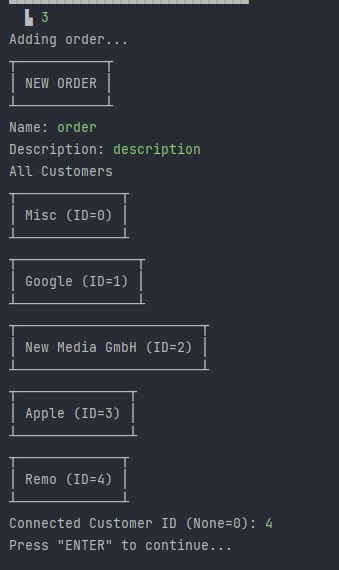 3
Adding order...
NEW ORDER
Name: order
Description: description
All Customers
Misc (ID=0)
Google (ID=1)
New Media GmbH (ID=2)
Apple (ID=3)
Remo (ID=4)
Connected Customer ID (None=0): 4
Press "ENTER" to continue...